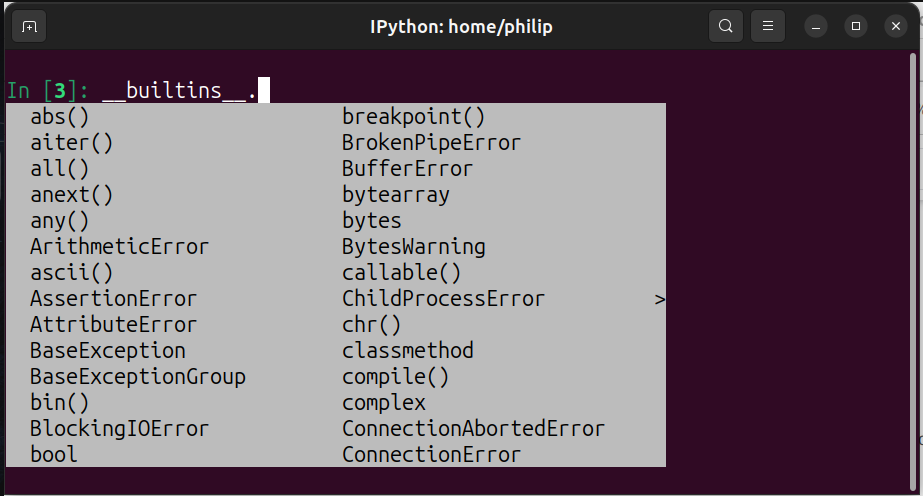 IPython: home/philip
In [3]: __builtins__.
abs() breakpoint()
aiter() BrokenPipeError
all() BufferError
anext() bytearray
any() bytes
ArithmeticError BytesWarning
ascii() callable()
AssertionError ChildProcessError >
AttributeError chr()
BaseException classmethod
BaseExceptionGroup compile()
bin() complex
BlockingIOError ConnectionAbortedError
bool ConnectionError